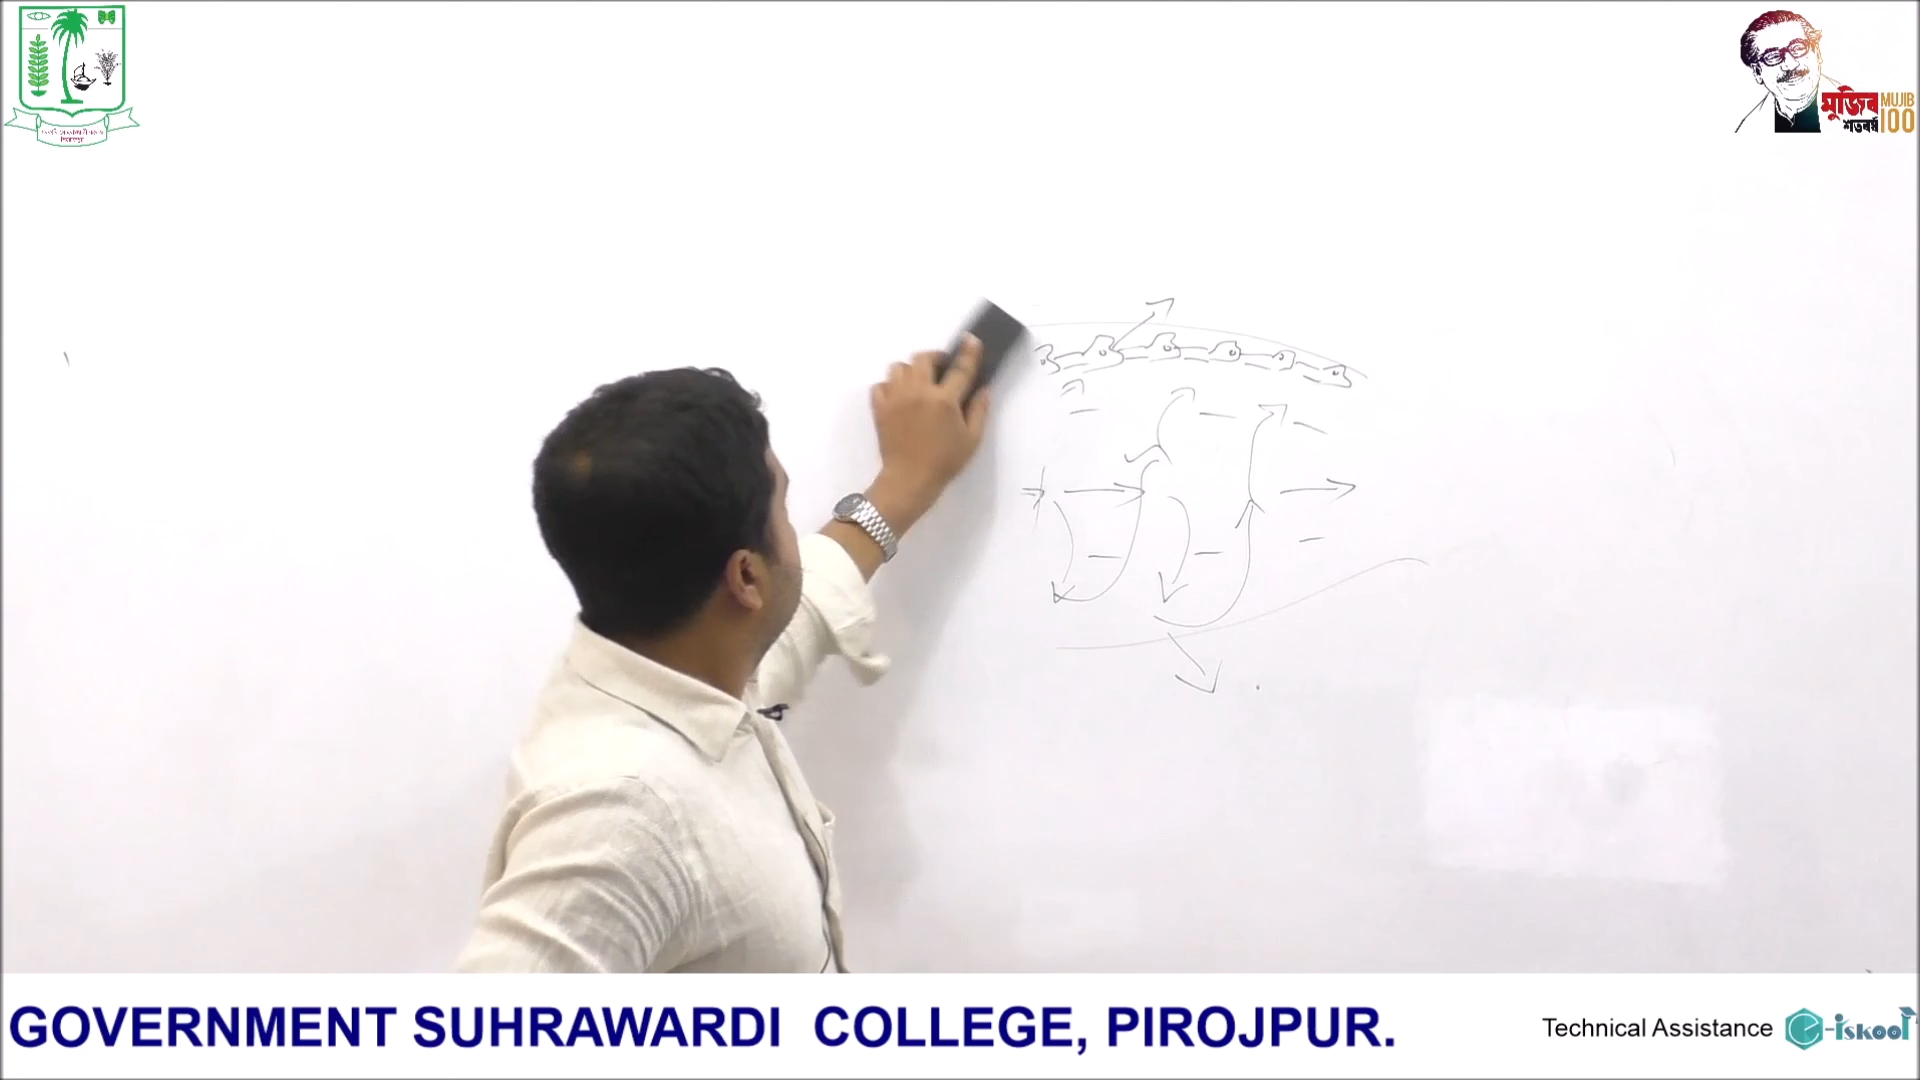 মুজিব
শতবর্ষ
MUJIB
100
GOVERNMENT SUHRAWARDI COLLEGE, PIROJPUR.
Technical Assistance
e-iskool